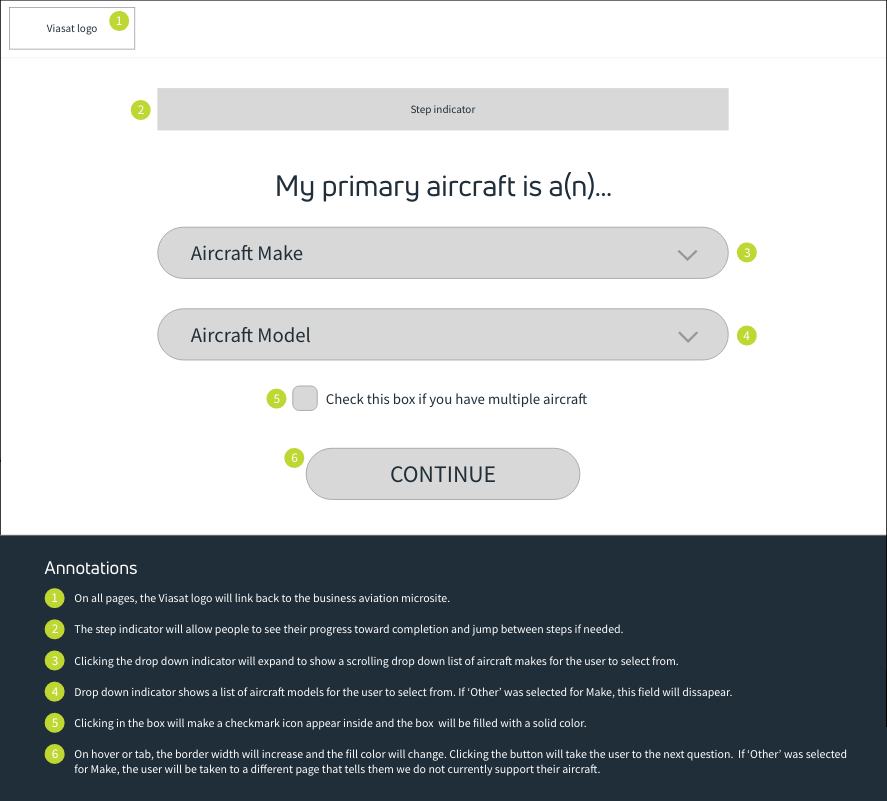 Viasat logo
1
2
Step indicator
My primary aircraft is a(n)...
Aircraft Make
3
Aircraft Model
4
5
Check this box if you have multiple aircraft
6
CONTINUE
Annotations
1 On all pages, the Viasat logo will link back to the business aviation microsite.
2 The step indicator will allow people to see their progress toward completion and jump between steps if needed.
3 Clicking the drop down indicator will expand to show a scrolling drop down list of aircraft makes for the user to select from.
4 Drop down indicator shows a list of aircraft models for the user to select from. If ‘Other’ was selected for Make, this field will dissapear.
5 Clicking in the box will make a checkmark icon appear inside and the box will be filled with a solid color.
6 On hover or tab, the border width will increase and the fill color will change. Clicking the button will take the user to the next question. If ‘Other’ was selected
for Make, the user will be taken to a different page that tells them we do not currently support their aircraft.